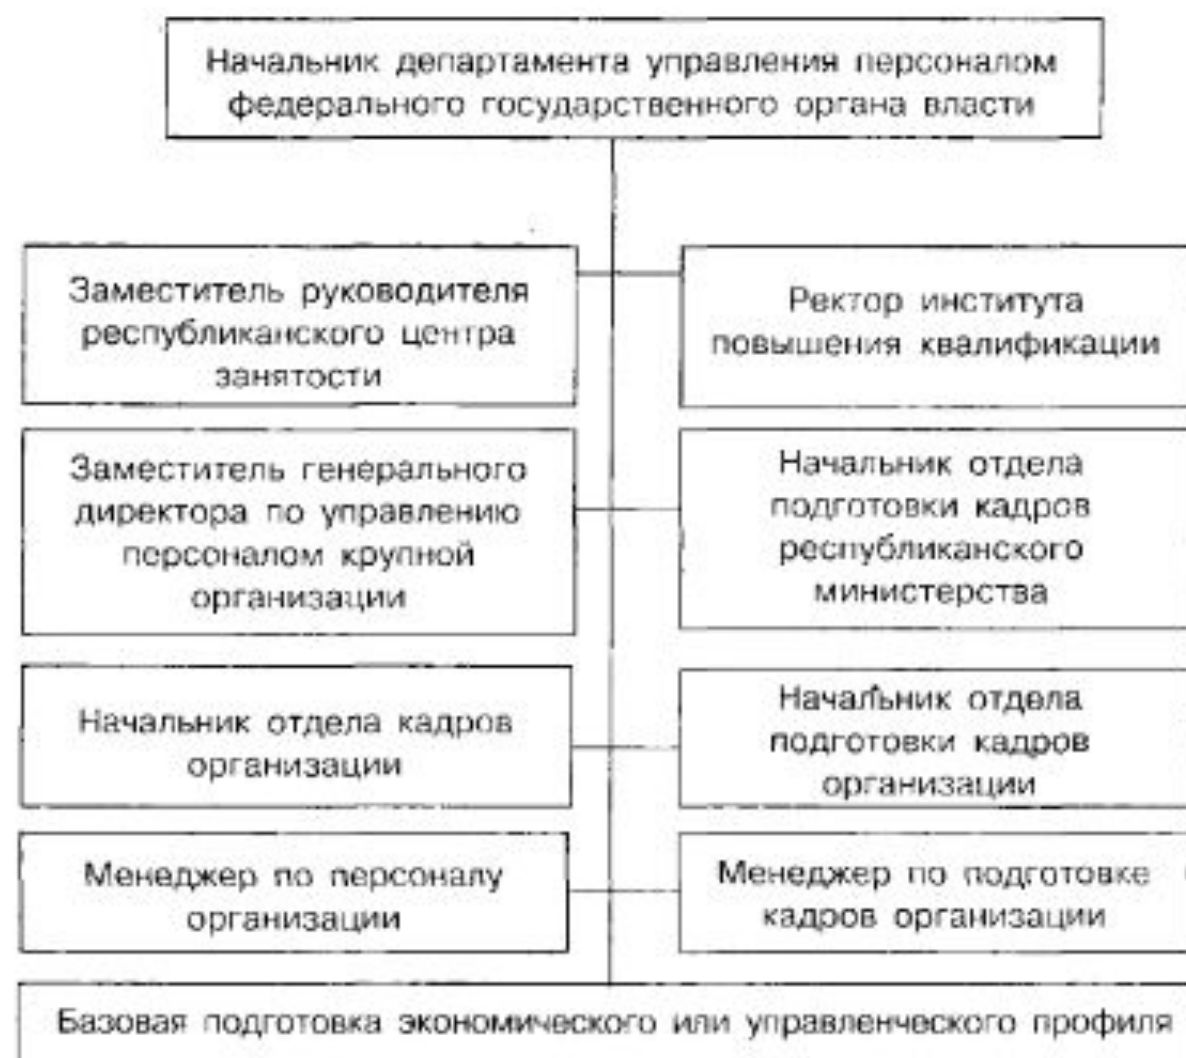 Начальник департамента управления персоналом
федерального государственного органа власти
Заместитель руководителя
республиканского центра
занятости
Ректор института
повышения квалификации
Заместитель генерального
директора по управлению
персоналом крупной
организации
Начальник отдела
подготовки кадров
республиканского
министерства
Начальник отдела кадров
организации
Начальник отдела
подготовки кадров
организации
Менеджер по персоналу
организации
Менеджер по подготовке
кадров организации
Базовая подготовка экономического или управленческого профиля